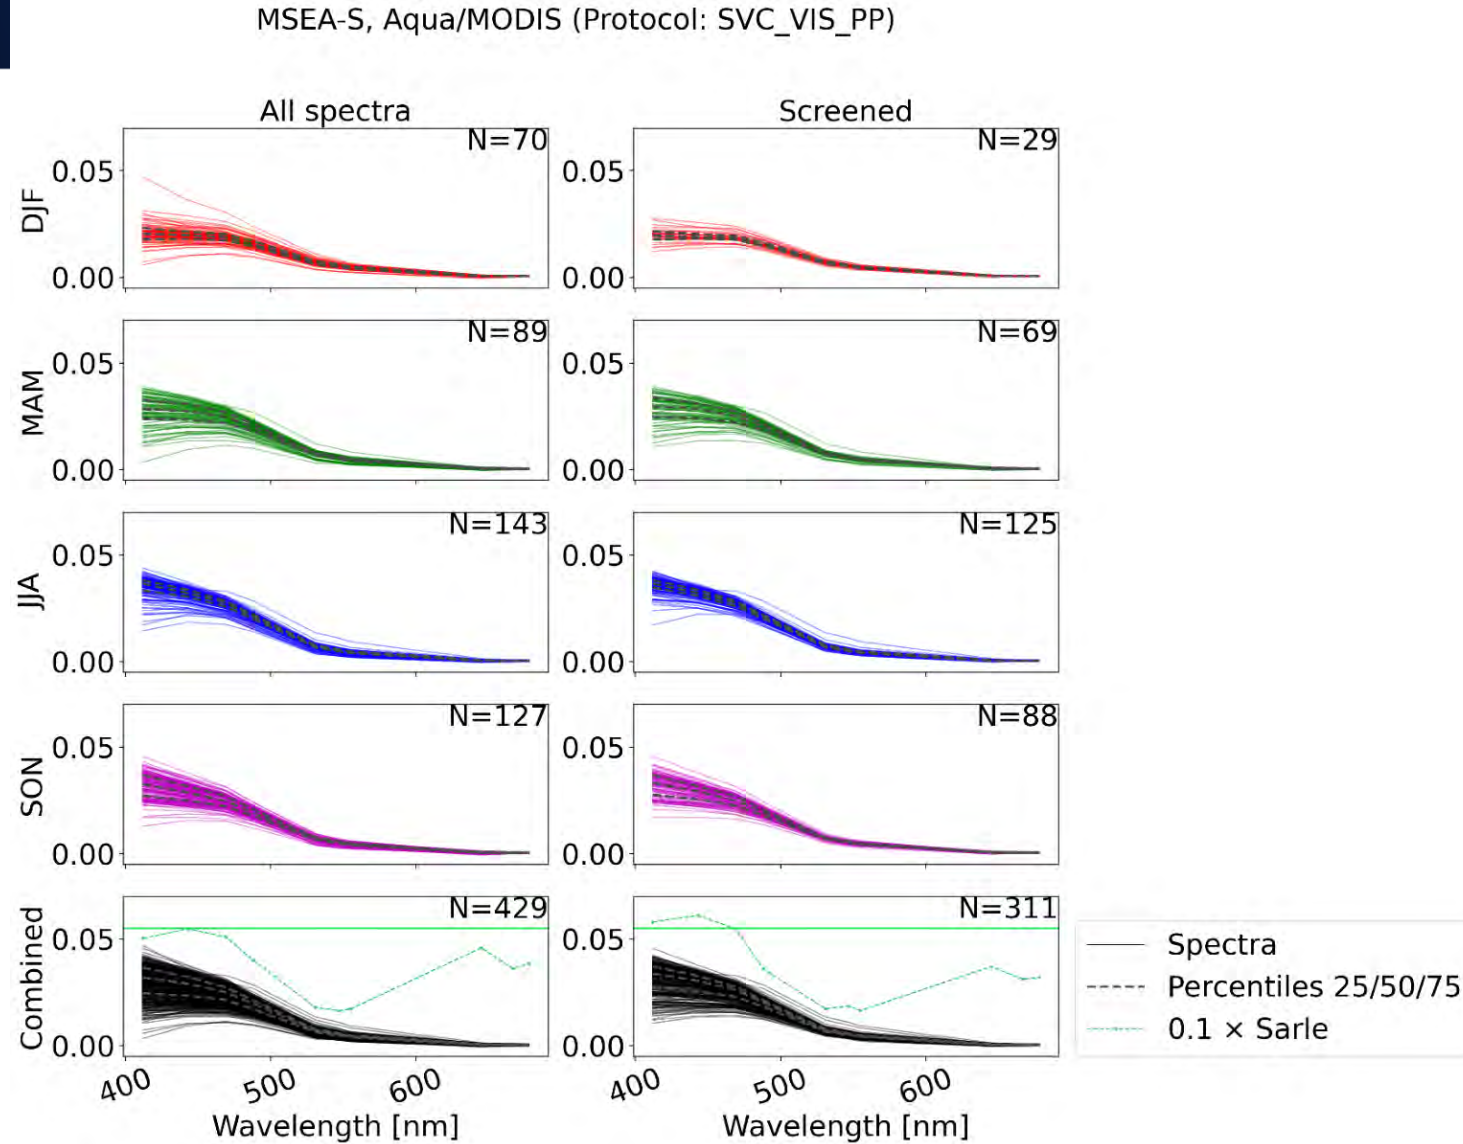 MSEA-S, Aqua/MODIS (Protocol: SVC_VIS_PP)
All spectra
Screened
DJF
0.05
0.00
N=70
0.05
0.00
N=29
MAM
0.05
0.00
N=89
0.05
0.00
N=69
JJA
0.05
0.00
N=143
0.05
0.00
N=125
SON
0.05
0.00
N=127
0.05
0.00
N=88
Combined
0.05
0.00
N=429
0.05
0.00
N=311
400 500 600
400 500 600
Wavelength [nm]
Wavelength [nm]
Spectra
Percentiles 25/50/75
0.1 × Sarle